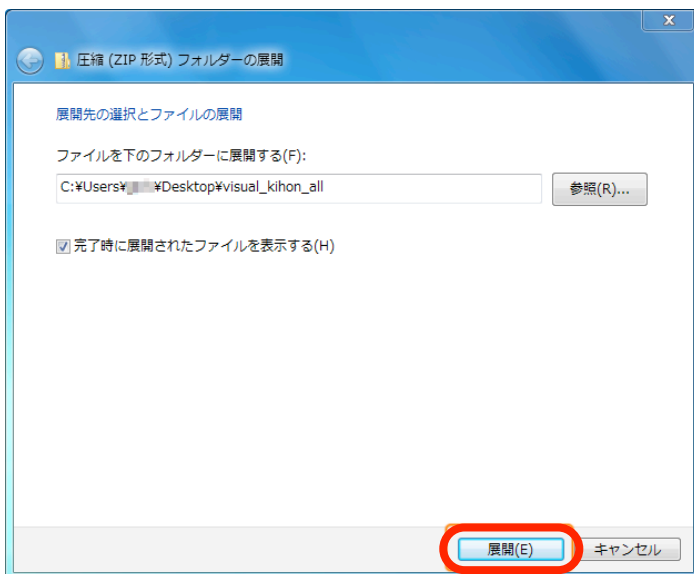 圧縮 (ZIP 形式) フォルダーの展開
展開先の選択とファイルの展開
ファイルを下のフォルダーに展開する(F):
C:¥Users¥ ¥Desktop¥visual_kihon_all
参照(R)...
完了時に展開されたファイルを表示する(H)
展開(E)
キャンセル